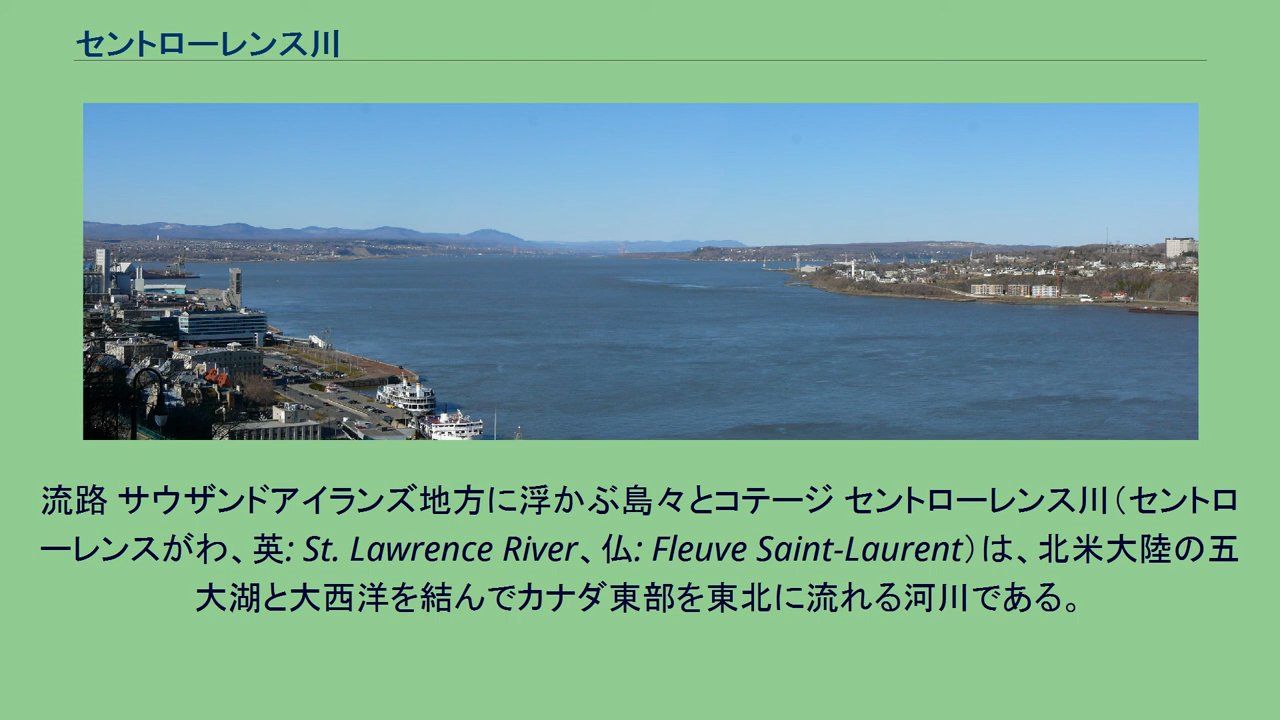 セントローレンス川
流路 サウザンドアイランズ地方に浮かぶ島々とコテージ セントローレンス川（セントロ
ーレンスがわ、英: St. Lawrence River、仏: Fleuve Saint-Laurent）は、北米大陸の五
大湖と大西洋を結んでカナダ東部を東北に流れる河川である。